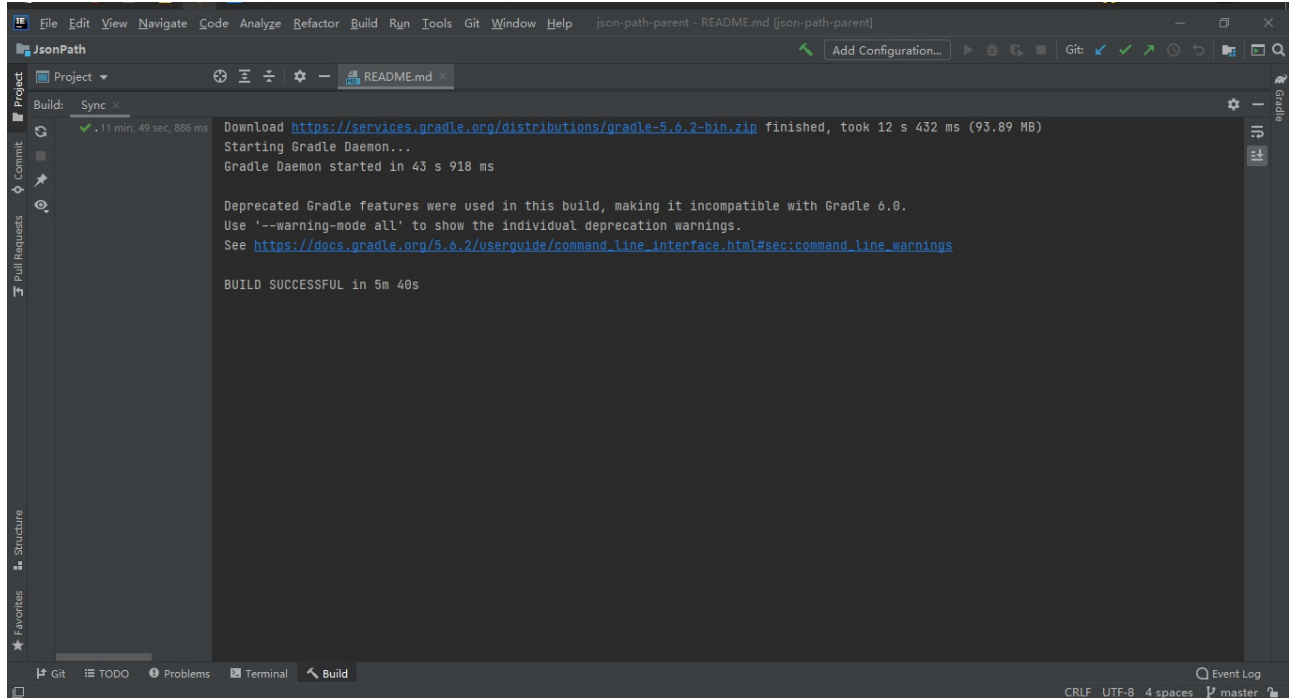 File Edit View Navigate Code Analyze Refactor Build Run Tools Git Window Help json-path-parent - README.md [json-path-parent]
JsonPath Add Configuration... Git:
Project README.md
Build: Sync
11 min, 49 sec, 886 ms
Download https://services.gradle.org/distributions/gradle-5.6.2-bin.zip finished, took 12 s 432 ms (93.89 MB)
Starting Gradle Daemon...
Gradle Daemon started in 43 s 918 ms
Deprecated Gradle features were used in this build, making it incompatible with Gradle 6.0.
Use '--warning-mode all' to show the individual deprecation warnings.
See https://docs.gradle.org/5.6.2/userguide/command_line_interface.html#sec:command_line_warnings
BUILD SUCCESSFUL in 5m 40s
Project
Commit
Pull Requests
Structure
Favorites
Gradle
Git TODO Problems Terminal Build Event Log
CRLF UTF-8 4 spaces master